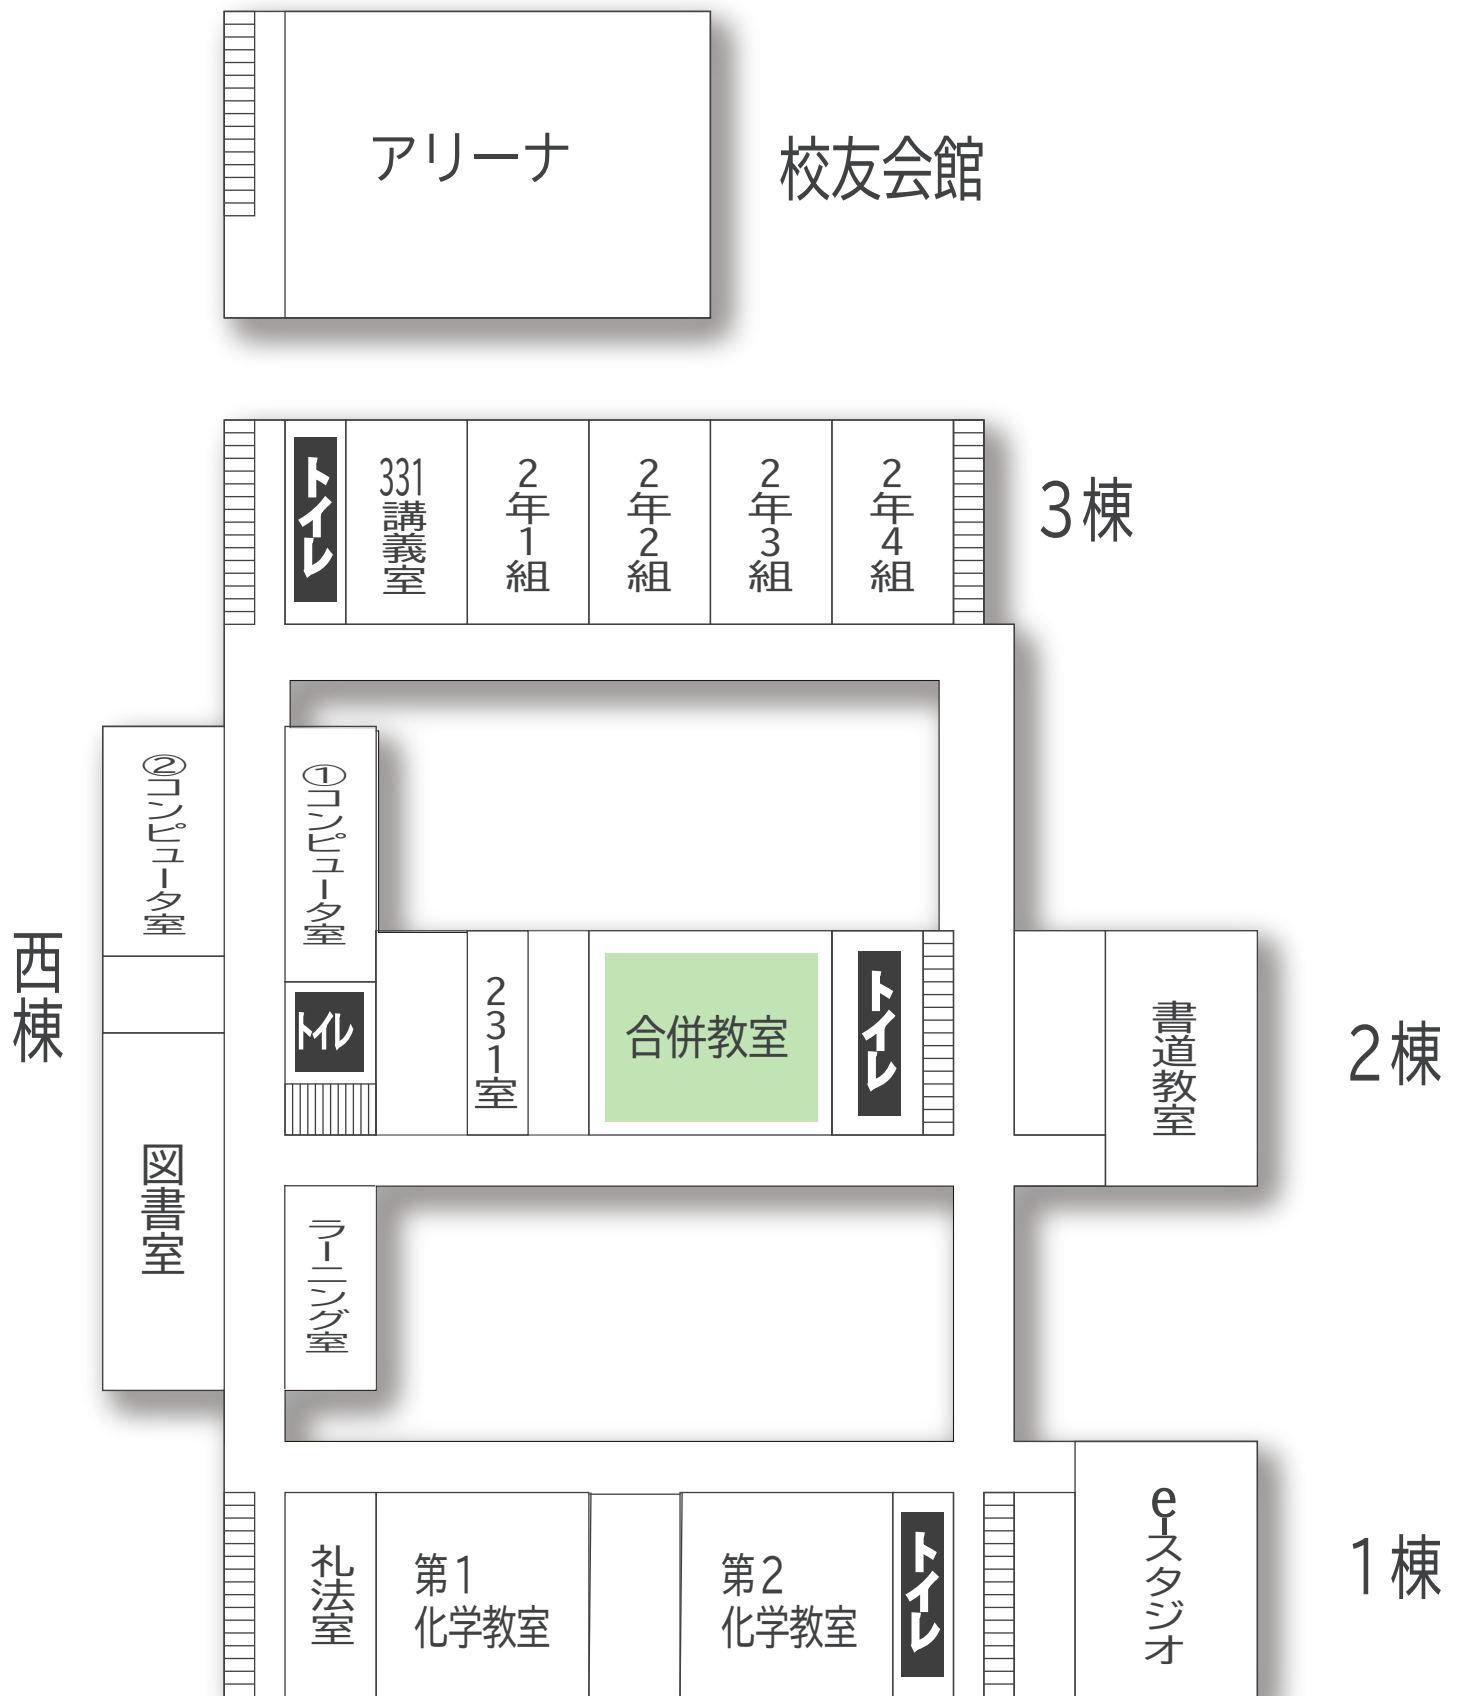 アリーナ
校友会館
トイレ
331講義室
2年1組
2年2組
2年3組
2年4組
3棟
②コンピュータ室
①コンピュータ室
西棟
トイレ
231室
合併教室
トイレ
書道教室
2棟
図書室
ラーニング室
礼法室
第1
化学教室
第2
化学教室
トイレ
eースタジオ
1棟